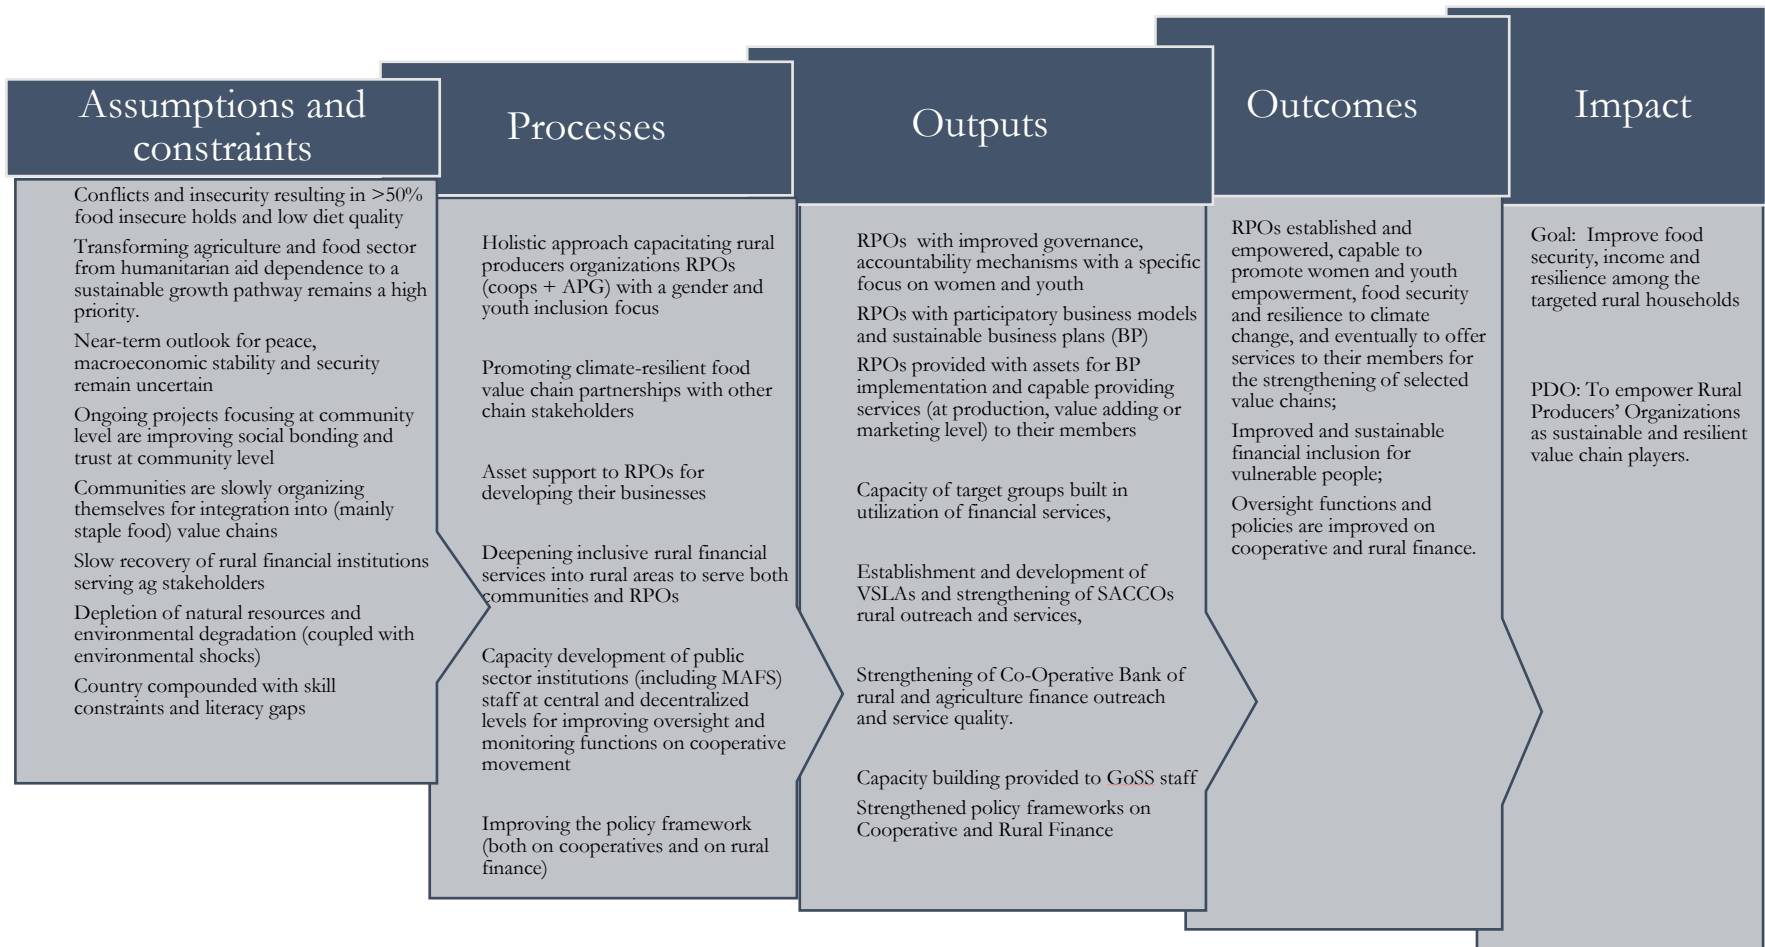 Assumptions and
constraints
Conflicts and insecurity resulting in >50%
food insecure holds and low diet quality
Transforming agriculture and food sector
from humanitarian aid dependence to a
sustainable growth pathway remains a high
priority.
Near-term outlook for peace,
macroeconomic stability and security
remain uncertain
Ongoing projects focusing at community
level are improving social bonding and
trust at community level
Communities are slowly organizing
themselves for integration into (mainly
staple food) value chains
Slow recovery of rural financial institutions
serving ag stakeholders
Depletion of natural resources and
environmental degradation (coupled with
environmental shocks)
Country compounded with skill
constraints and literacy gaps
Processes
Holistic approach capacitating rural
producers organizations RPOs
(coops + APG) with a gender and
youth inclusion focus
Promoting climate-resilient food
value chain partnerships with other
chain stakeholders
Asset support to RPOs for
developing their businesses
Deepening inclusive rural financial
services into rural areas to serve both
communities and RPOs
Capacity development of public
sector institutions (including MAFS)
staff at central and decentralized
levels for improving oversight and
monitoring functions on cooperative
movement
Improving the policy framework
(both on cooperatives and on rural
finance)
Outputs
RPOs with improved governance,
accountability mechanisms with a specific
focus on women and youth
RPOs with participatory business models
and sustainable business plans (BP)
RPOs provided with assets for BP
implementation and capable providing
services (at production, value adding or
marketing level) to their members
Capacity of target groups built in
utilization of financial services,
Establishment and development of
VSLAs and strengthening of SACCOs
rural outreach and services,
Strengthening of Co-Operative Bank of
rural and agriculture finance outreach
and service quality.
Capacity building provided to GoSS staff
Strengthened policy frameworks on
Cooperative and Rural Finance
Outcomes
RPOs established and
empowered, capable to
promote women and youth
empowerment, food security
and resilience to climate
change, and eventually to offer
services to their members for
the strengthening of selected
value chains;
Improved and sustainable
financial inclusion for
vulnerable people;
Oversight functions and
policies are improved on
cooperative and rural finance.
Impact
Goal: Improve food
security, income and
resilience among the
targeted rural households
PDO: To empower Rural
Producers’ Organizations
as sustainable and resilient
value chain players.